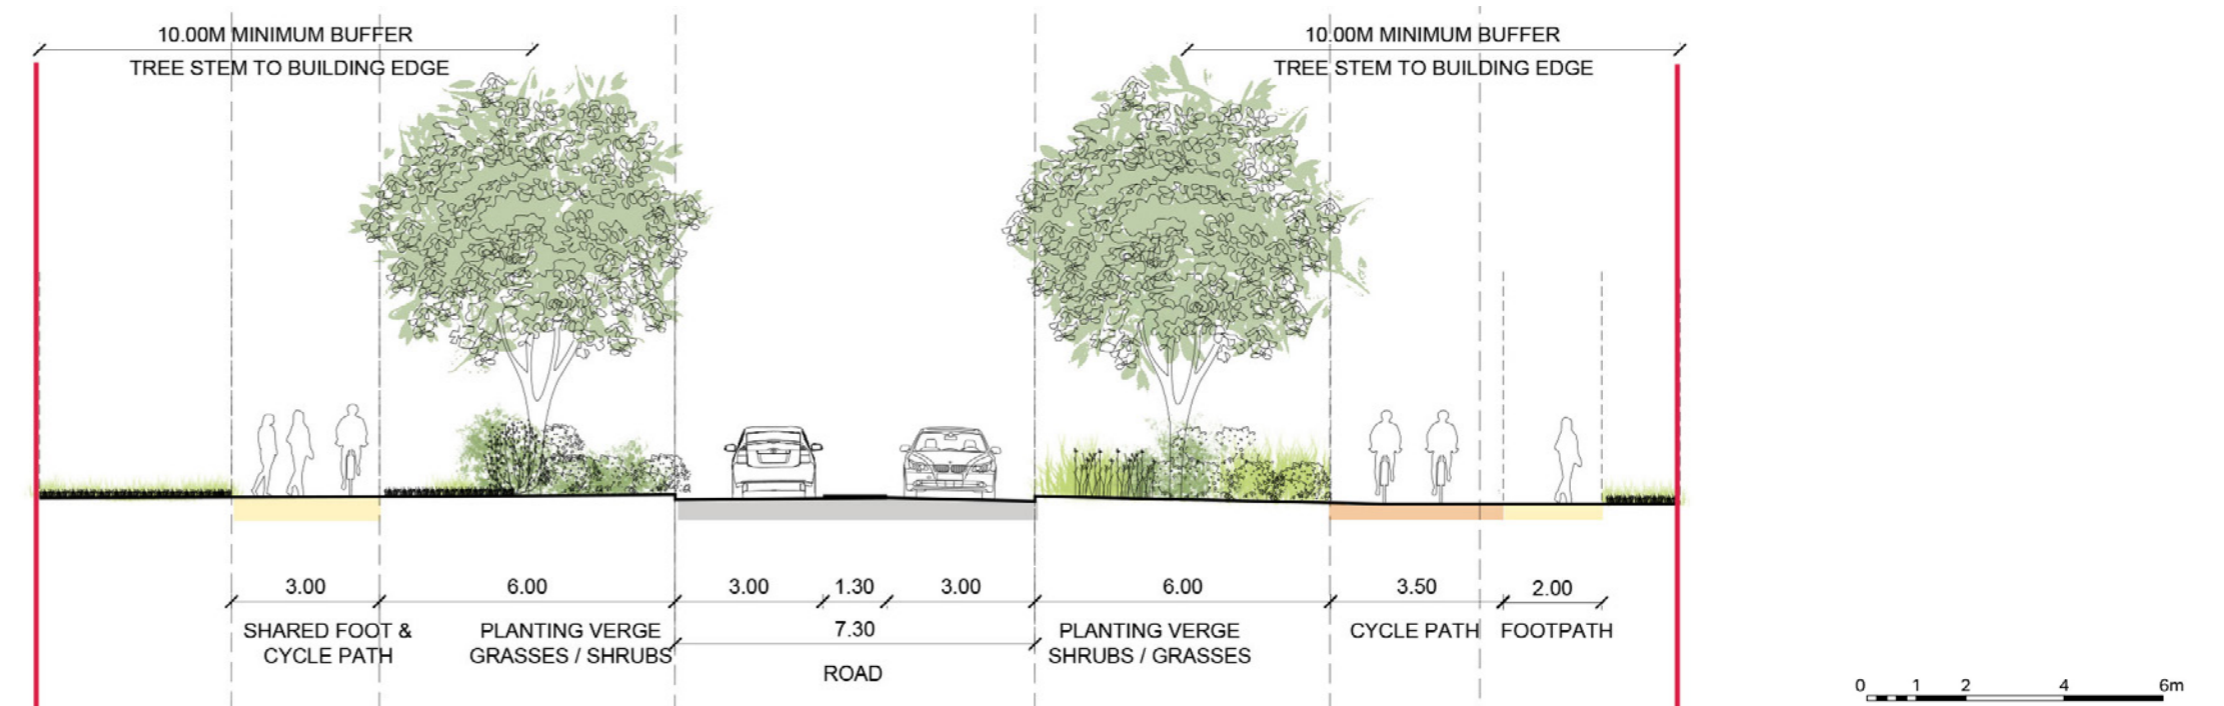 10.00M MINIMUM BUFFER
TREE STEM TO BUILDING EDGE
10.00M MINIMUM BUFFER
TREE STEM TO BUILDING EDGE
3.00
6.00
3.00
1.30
3.00
6.00
3.50
2.00
SHARED FOOT &
CYCLE PATH
PLANTING VERGE
GRASSES / SHRUBS
7.30
ROAD
PLANTING VERGE
SHRUBS / GRASSES
CYCLE PATH
FOOTPATH
0 1 2 4 6m